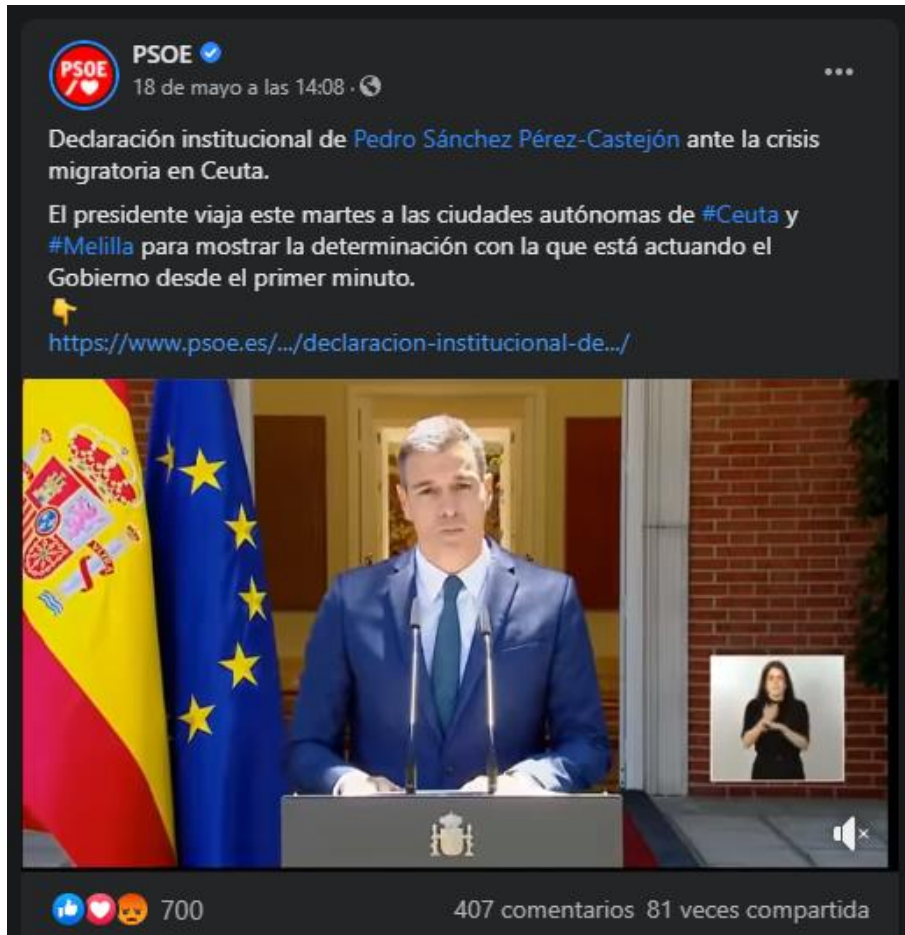 PSOE
PSOE
18 de mayo a las 14:08 ·
Declaración institucional de Pedro Sánchez Pérez-Castejón ante la crisis
migratoria en Ceuta.
El presidente viaja este martes a las ciudades autónomas de #Ceuta y
#Melilla para mostrar la determinación con la que está actuando el
Gobierno desde el primer minuto.
https://www.psoe.es/.../declaracion-institucional-de.../
700
407 comentarios 81 veces compartida